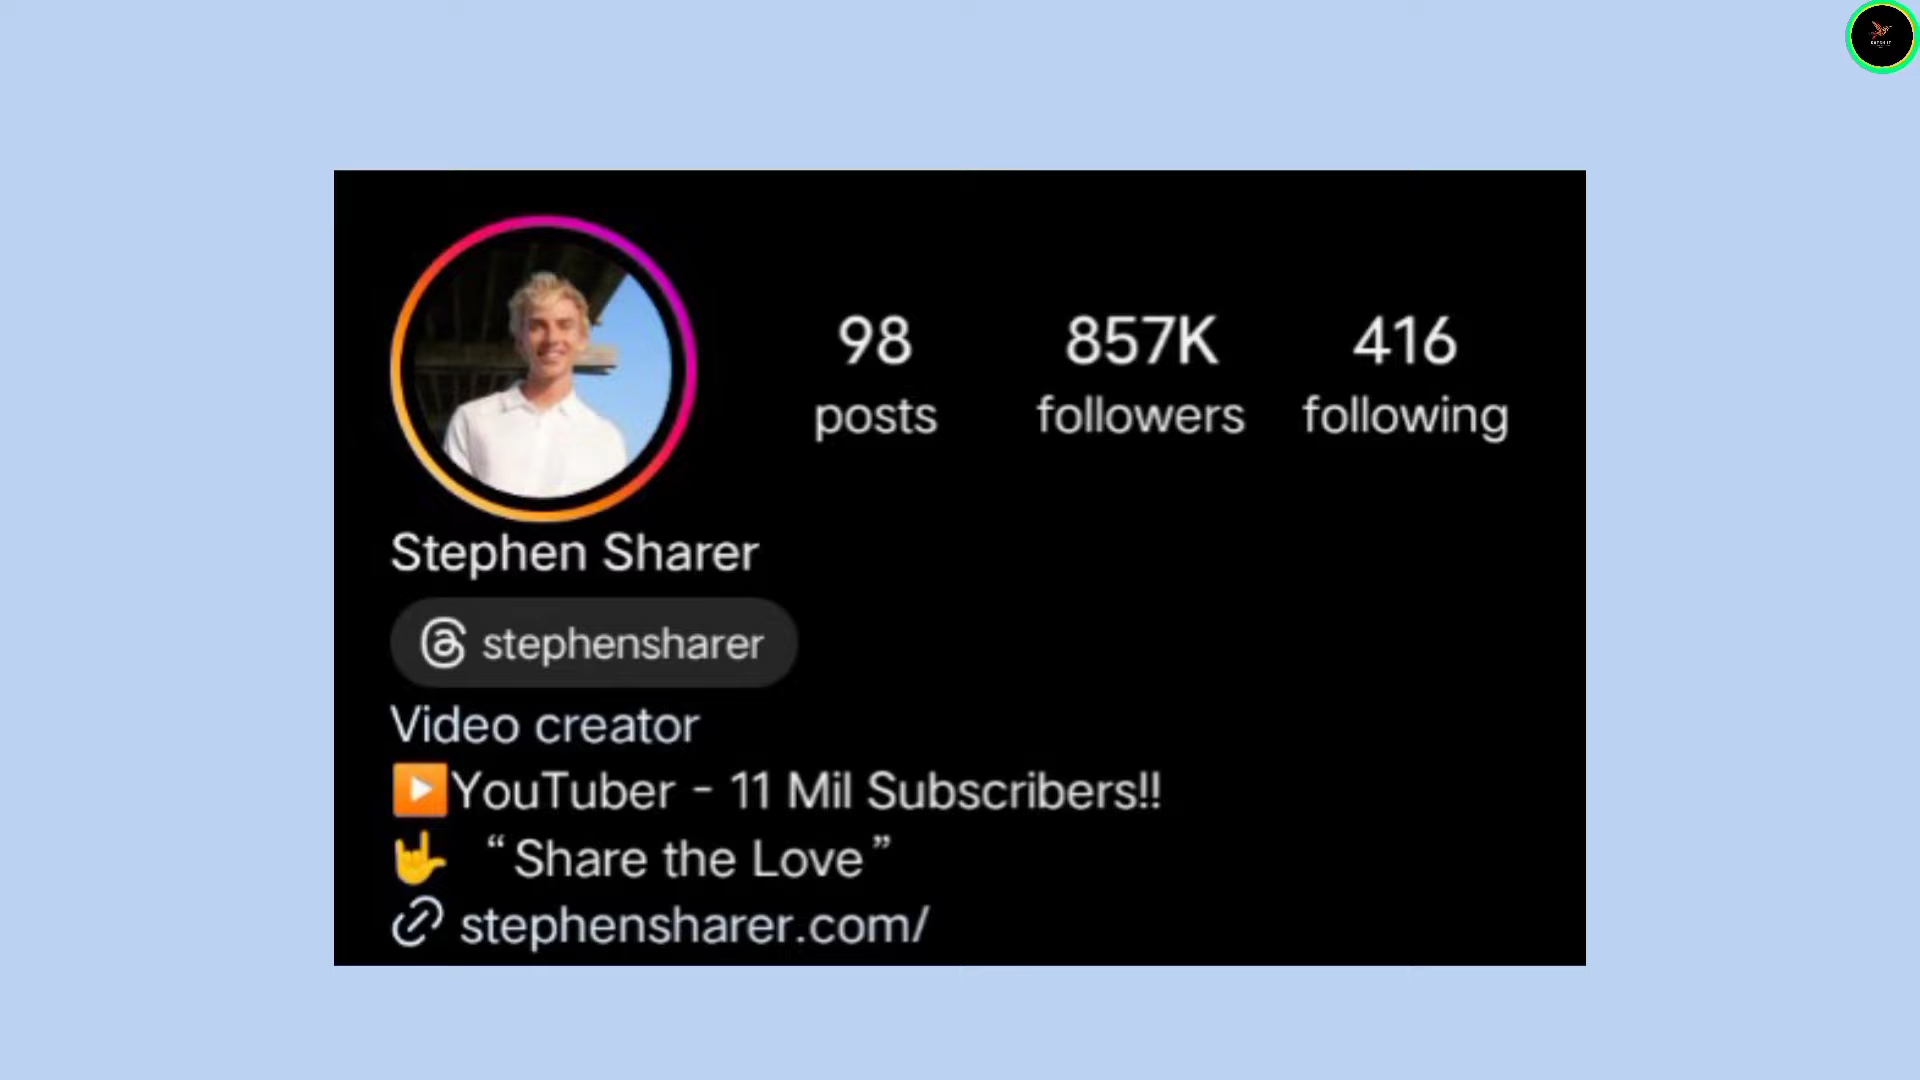 98 857K 416
posts followers following
Stephen Sharer
stephensharer
Video creator
▶️YouTuber - 11 Mil Subscribers!!
🤟 “Share the Love”
stephensharer.com/